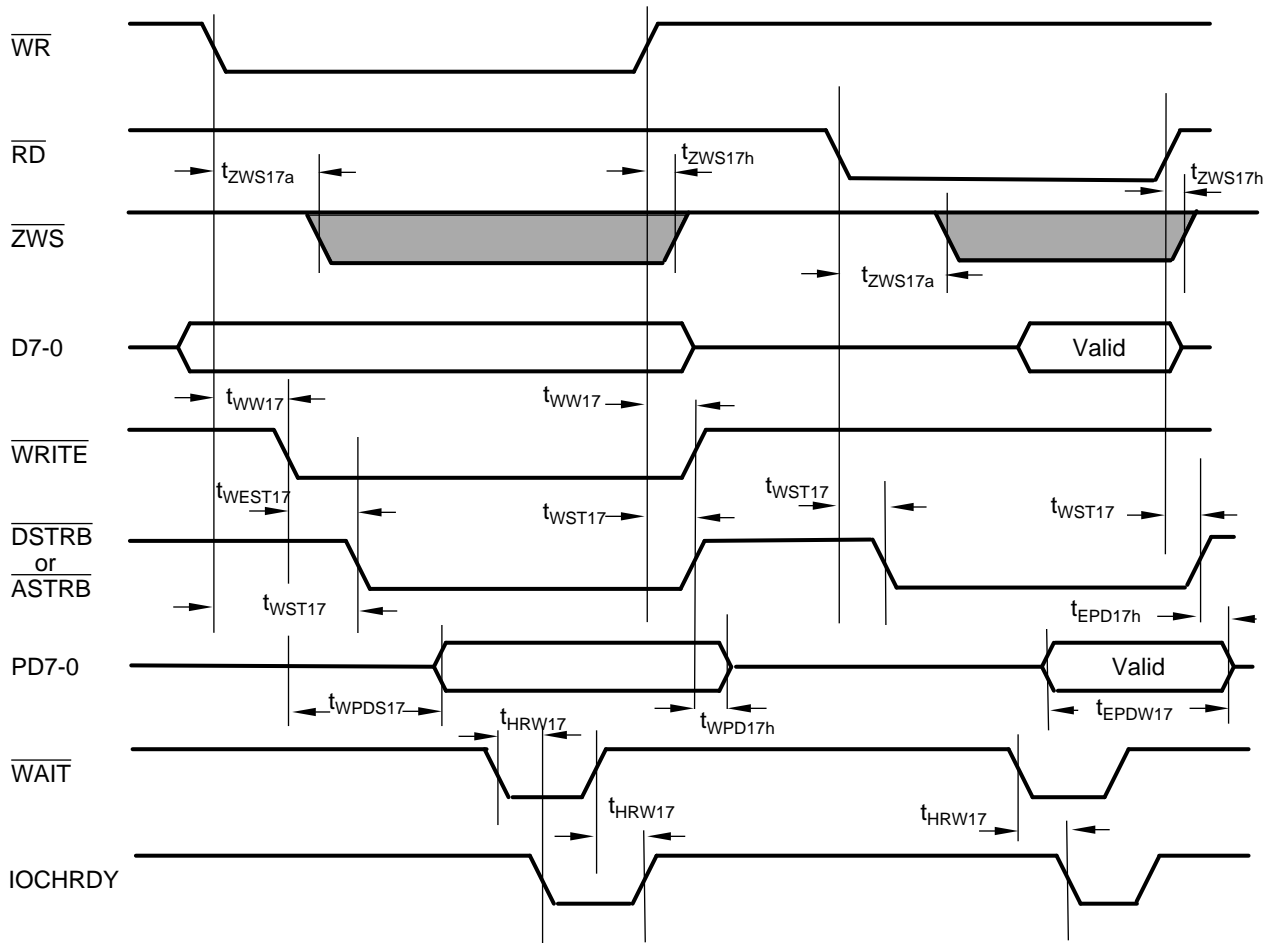 WR
RD
tZWS17a
tZWS17h
tZWS17h
ZWS
tZWS17a
D7-0
Valid
tWW17
tWW17
WRITE
tWEST17
tWST17
tWST17
tWST17
DSTRB
or
ASTRB
tWST17
tEPD17h
PD7-0
Valid
tWPDS17
tHRW17
tWPD17h
tEPDW17
WAIT
tHRW17
tHRW17
IOCHRDY